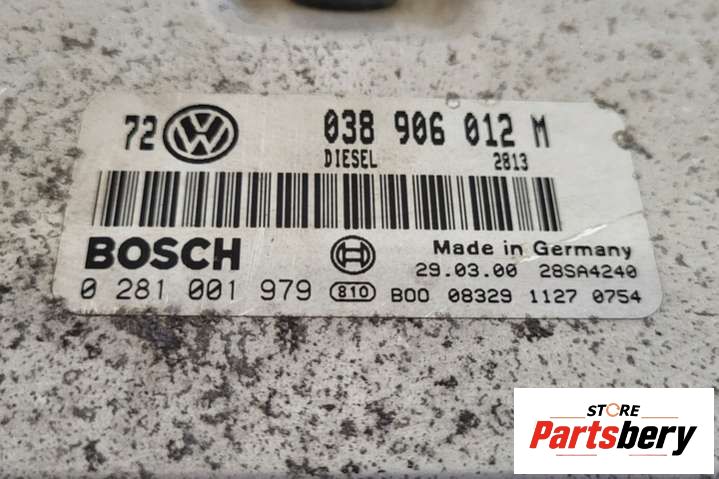 72 VW 038 906 012 M
DIESEL 2813
BOSCH Made in Germany
29.03.00 28SA4240
0 281 001 979 810 B00 08329 1127 0754
STORE
Partsbery